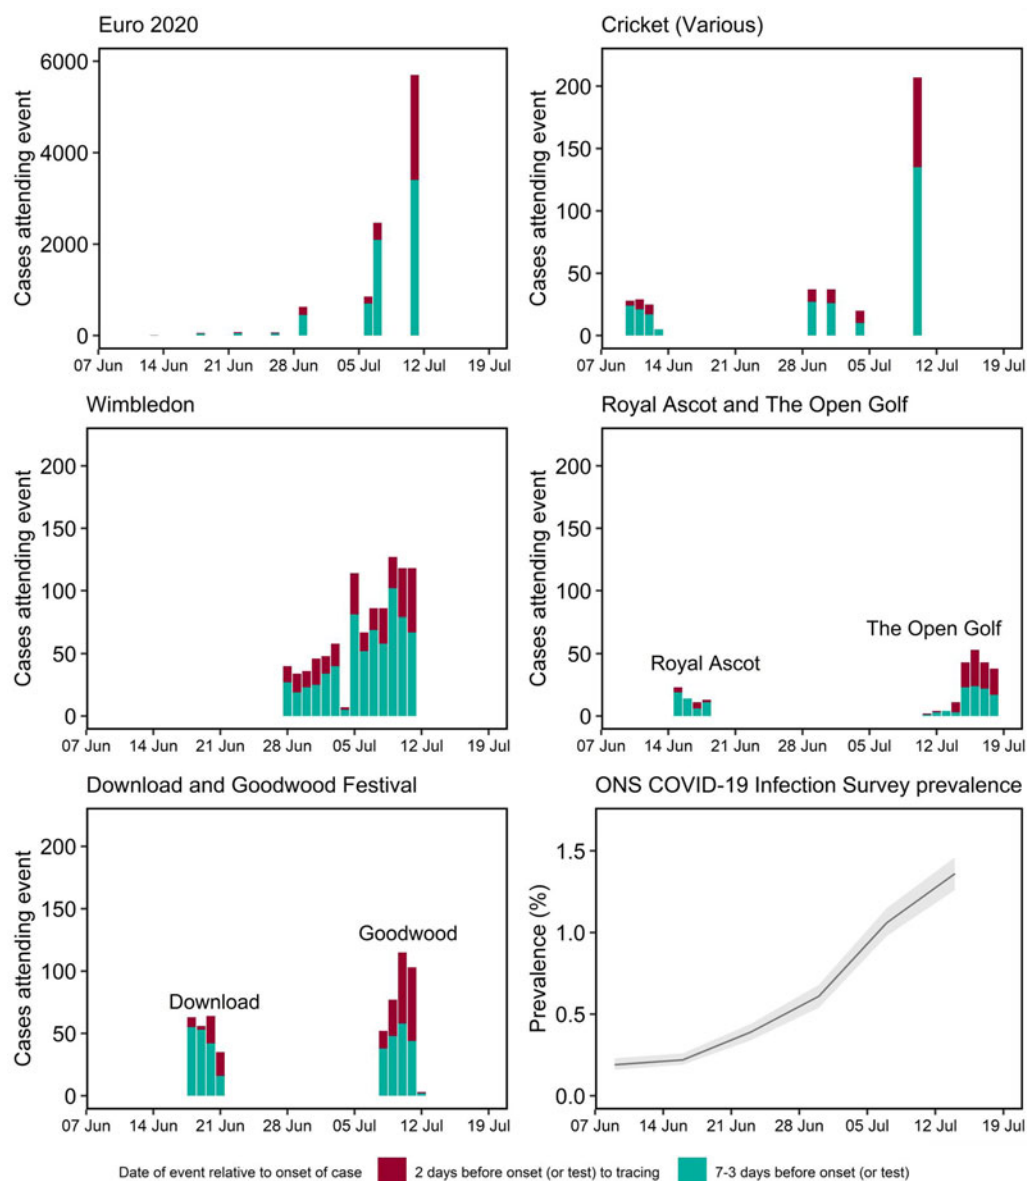 Euro 2020
Cases attending event
6000
4000
2000
0
07 Jun 14 Jun 21 Jun 28 Jun 05 Jul 12 Jul 19 Jul
Cricket (Various)
Cases attending event
200
150
100
50
0
07 Jun 14 Jun 21 Jun 28 Jun 05 Jul 12 Jul 19 Jul
Wimbledon
Cases attending event
200
150
100
50
0
07 Jun 14 Jun 21 Jun 28 Jun 05 Jul 12 Jul 19 Jul
Royal Ascot and The Open Golf
Cases attending event
200
150
100
50
0
The Open Golf
Royal Ascot
07 Jun 14 Jun 21 Jun 28 Jun 05 Jul 12 Jul 19 Jul
Download and Goodwood Festival
Cases attending event
200
150
100
50
0
Goodwood
Download
07 Jun 14 Jun 21 Jun 28 Jun 05 Jul 12 Jul 19 Jul
ONS COVID-19 Infection Survey prevalence
Prevalence (%)
1.5
1.0
0.5
0.0
07 Jun 14 Jun 21 Jun 28 Jun 05 Jul 12 Jul 19 Jul
Date of event relative to onset of case 2 days before onset (or test) to tracing 7-3 days before onset (or test)